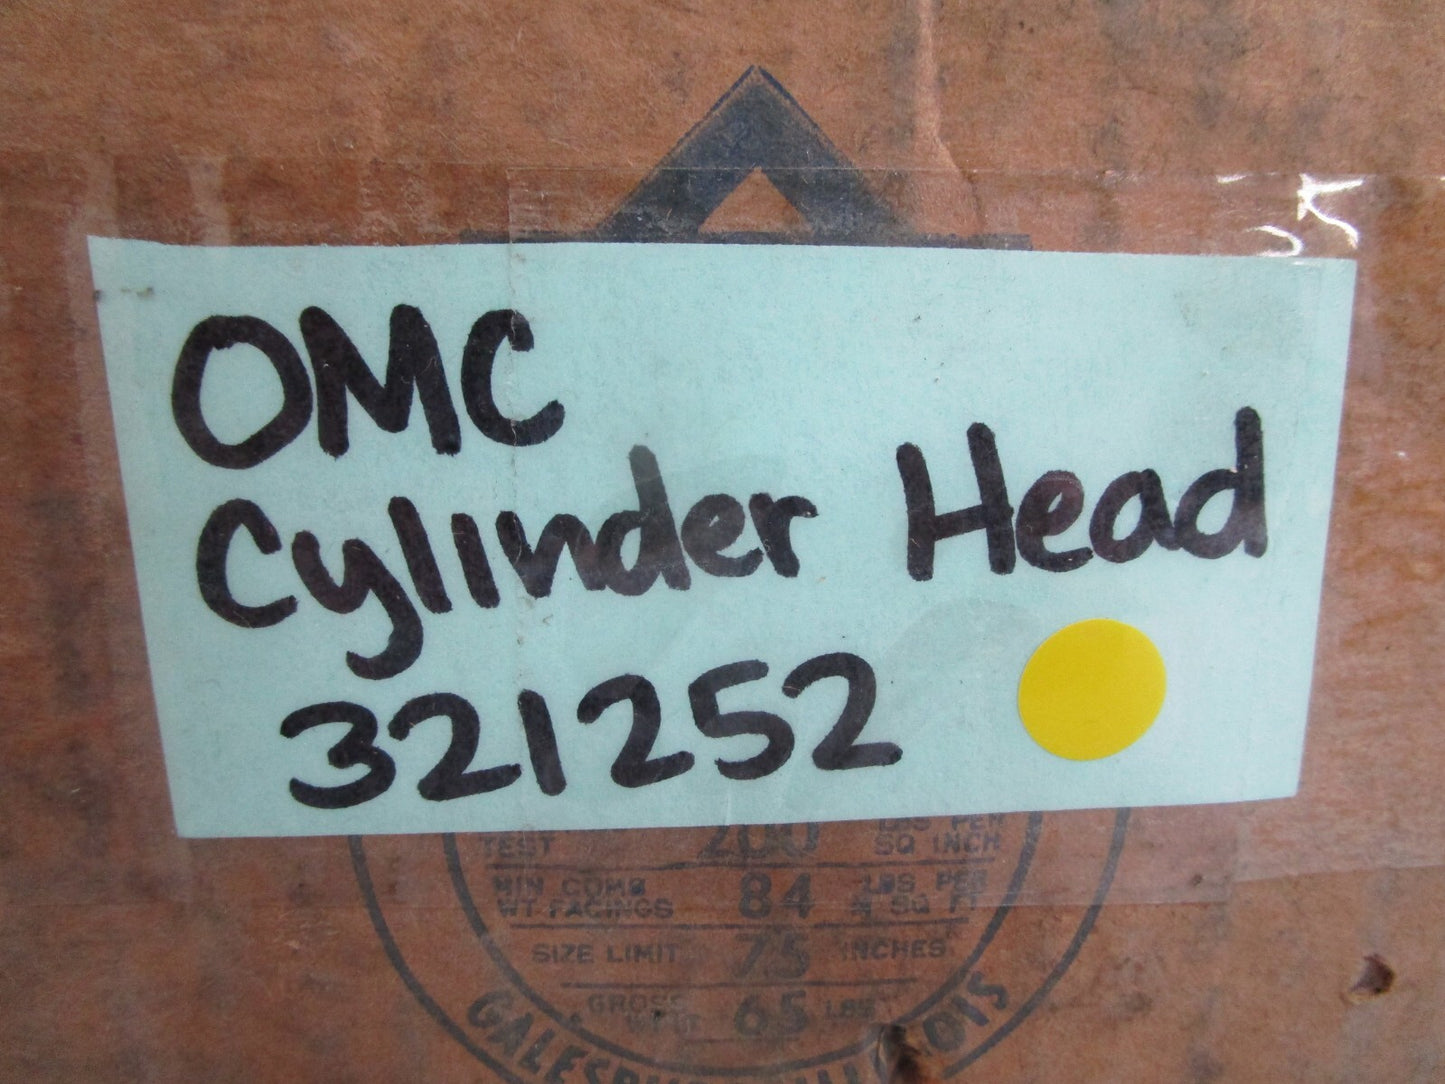 OMC
Cylinder Head
321252
TEST 200 LBS PER SQ INCH
MIN COMB WT FACINGS 84 LBS PER M SQ FT
SIZE LIMIT 75 INCHES
GROSS WT 65 LBS